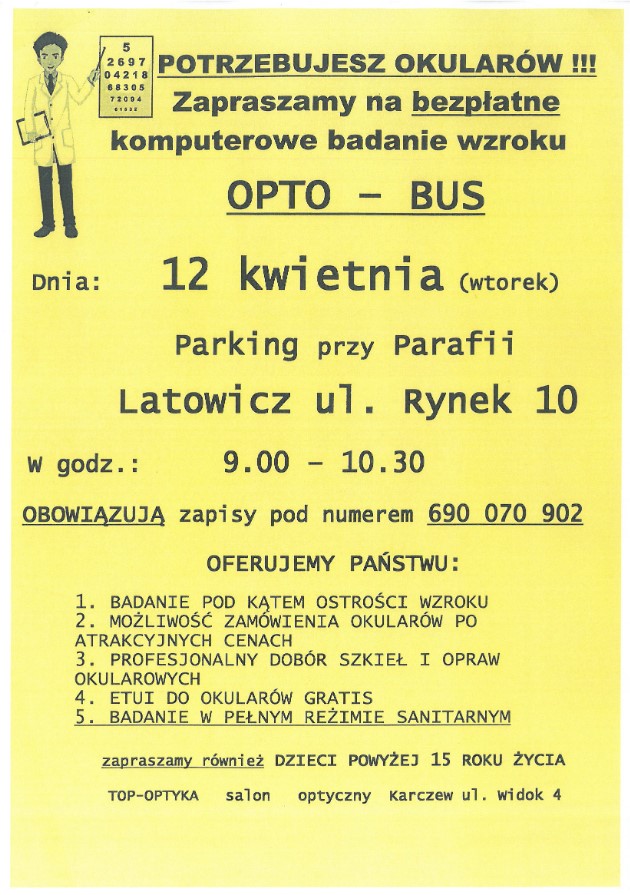 5
2697
04218
68305
72004
POTRZEBUJESZ OKULARÓW !!!
Zapraszamy na bezpłatne
komputerowe badanie wzroku
OPTO – BUS
Dnia: 12 kwietnia (wtorek)
Parking przy Parafii
Latowicz ul. Rynek 10
W godz.: 9.00 – 10.30
OBOWIĄZUJĄ zapisy pod numerem 690 070 902
OFERUJEMY PAŃSTWU:
1. BADANIE POD KĄTEM OSTROŚCI WZROKU
2. MOŻLIWOŚĆ ZAMÓWIENIA OKULARÓW PO
ATRAKCYJNYCH CENACH
3. PROFESJONALNY DOBÓR SZKIEŁ I OPRAW
OKULAROWYCH
4. ETUI DO OKULARÓW GRATIS
5. BADANIE W PEŁNYM REŻIMIE SANITARNYM
zapraszamy również DZIECI POWYŻEJ 15 ROKU ŻYCIA
TOP-OPTYKA salon optyczny Karczew ul. Widok 4